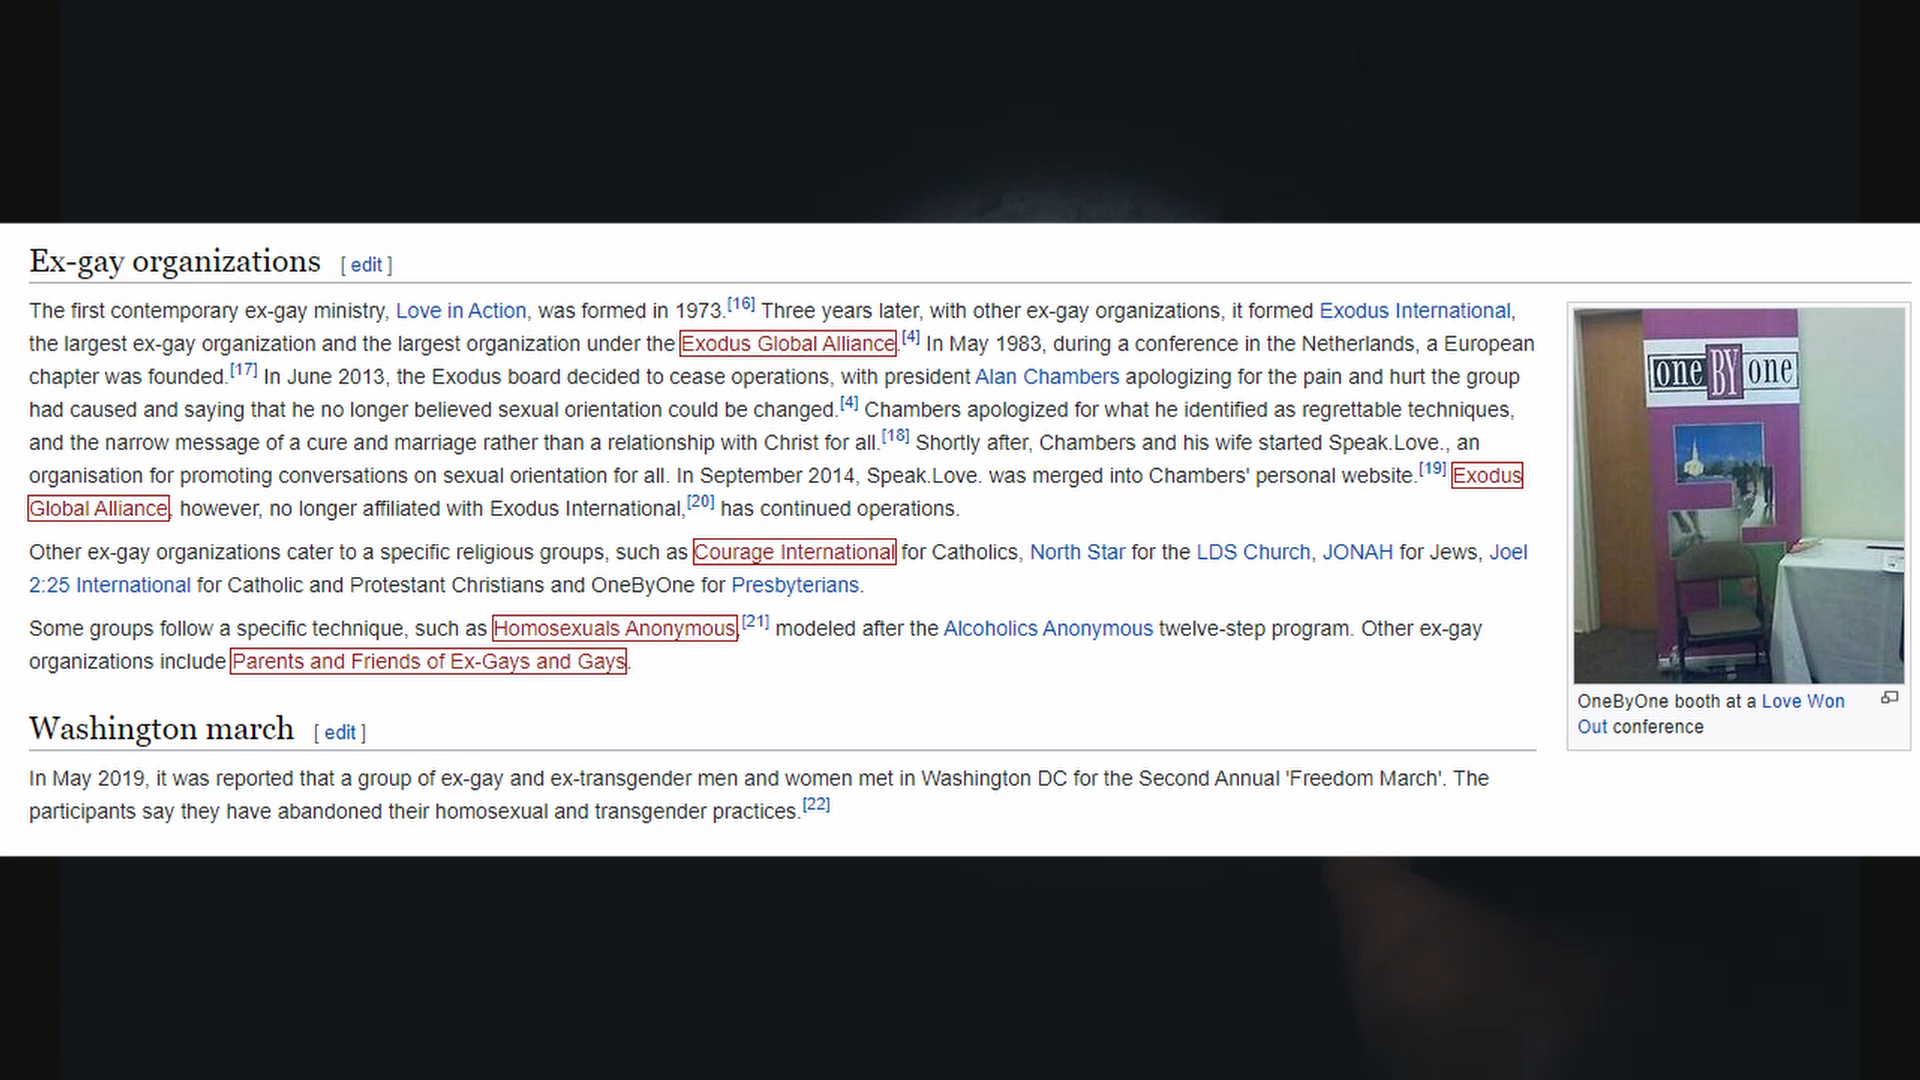 Ex-gay organizations [ edit ]
The first contemporary ex-gay ministry, Love in Action, was formed in 1973.[16] Three years later, with other ex-gay organizations, it formed Exodus International,
the largest ex-gay organization and the largest organization under the Exodus Global Alliance.[4] In May 1983, during a conference in the Netherlands, a European
chapter was founded.[17] In June 2013, the Exodus board decided to cease operations, with president Alan Chambers apologizing for the pain and hurt the group
had caused and saying that he no longer believed sexual orientation could be changed.[4] Chambers apologized for what he identified as regrettable techniques,
and the narrow message of a cure and marriage rather than a relationship with Christ for all.[18] Shortly after, Chambers and his wife started Speak.Love., an
organisation for promoting conversations on sexual orientation for all. In September 2014, Speak.Love. was merged into Chambers' personal website.[19] Exodus
Global Alliance, however, no longer affiliated with Exodus International,[20] has continued operations.
Other ex-gay organizations cater to a specific religious groups, such as Courage International for Catholics, North Star for the LDS Church, JONAH for Jews, Joel
2:25 International for Catholic and Protestant Christians and OneByOne for Presbyterians.
Some groups follow a specific technique, such as Homosexuals Anonymous,[21] modeled after the Alcoholics Anonymous twelve-step program. Other ex-gay
organizations include Parents and Friends of Ex-Gays and Gays.
one BY one
OneByOne booth at a Love Won
Out conference
Washington march [ edit ]
In May 2019, it was reported that a group of ex-gay and ex-transgender men and women met in Washington DC for the Second Annual 'Freedom March'. The
participants say they have abandoned their homosexual and transgender practices.[22]